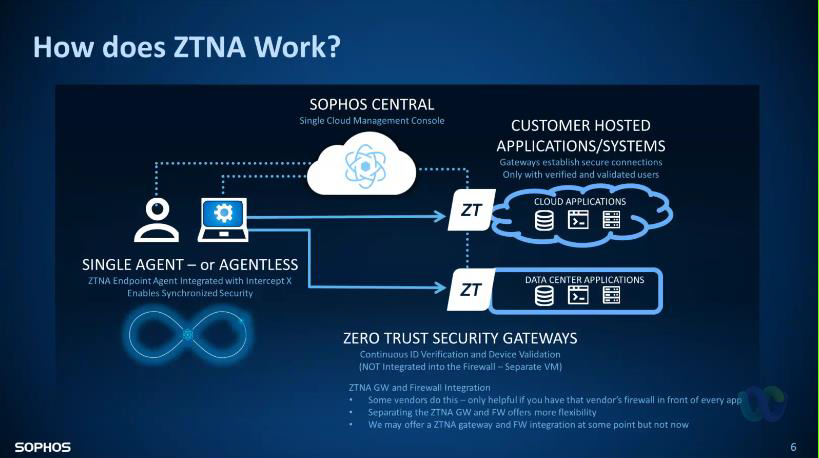 How does ZTNA Work?
SOPHOS CENTRAL
Single Cloud Management Console
CUSTOMER HOSTED
APPLICATIONS/SYSTEMS
Gateways establish secure connections
Only with verified and validated users
ZT
CLOUD APPLICATIONS
SINGLE AGENT – or AGENTLESS
ZTNA Endpoint Agent Integrated with Intercept X
Enables Synchronized Security
ZT
DATA CENTER APPLICATIONS
ZERO TRUST SECURITY GATEWAYS
Continuous ID Verification and Device Validation
(NOT Integrated into the Firewall – Separate VM)
ZTNA GW and Firewall Integration
• Some vendors do this – only helpful if you have that vendor's firewall in front of every app
• Separating the ZTNA GW and FW offers more flexibility
• We may offer a ZTNA gateway and FW integration at some point but not now
SOPHOS
6